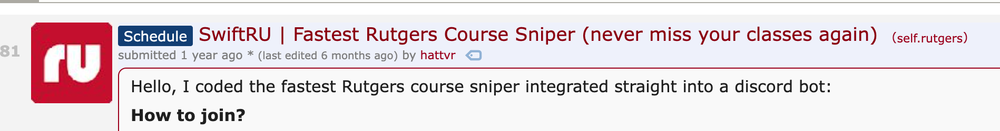 81
ru
Schedule SwiftRU | Fastest Rutgers Course Sniper (never miss your classes again) (self.rutgers)
submitted 1 year ago * (last edited 6 months ago) by hattvr
Hello, I coded the fastest Rutgers course sniper integrated straight into a discord bot:
How to join?